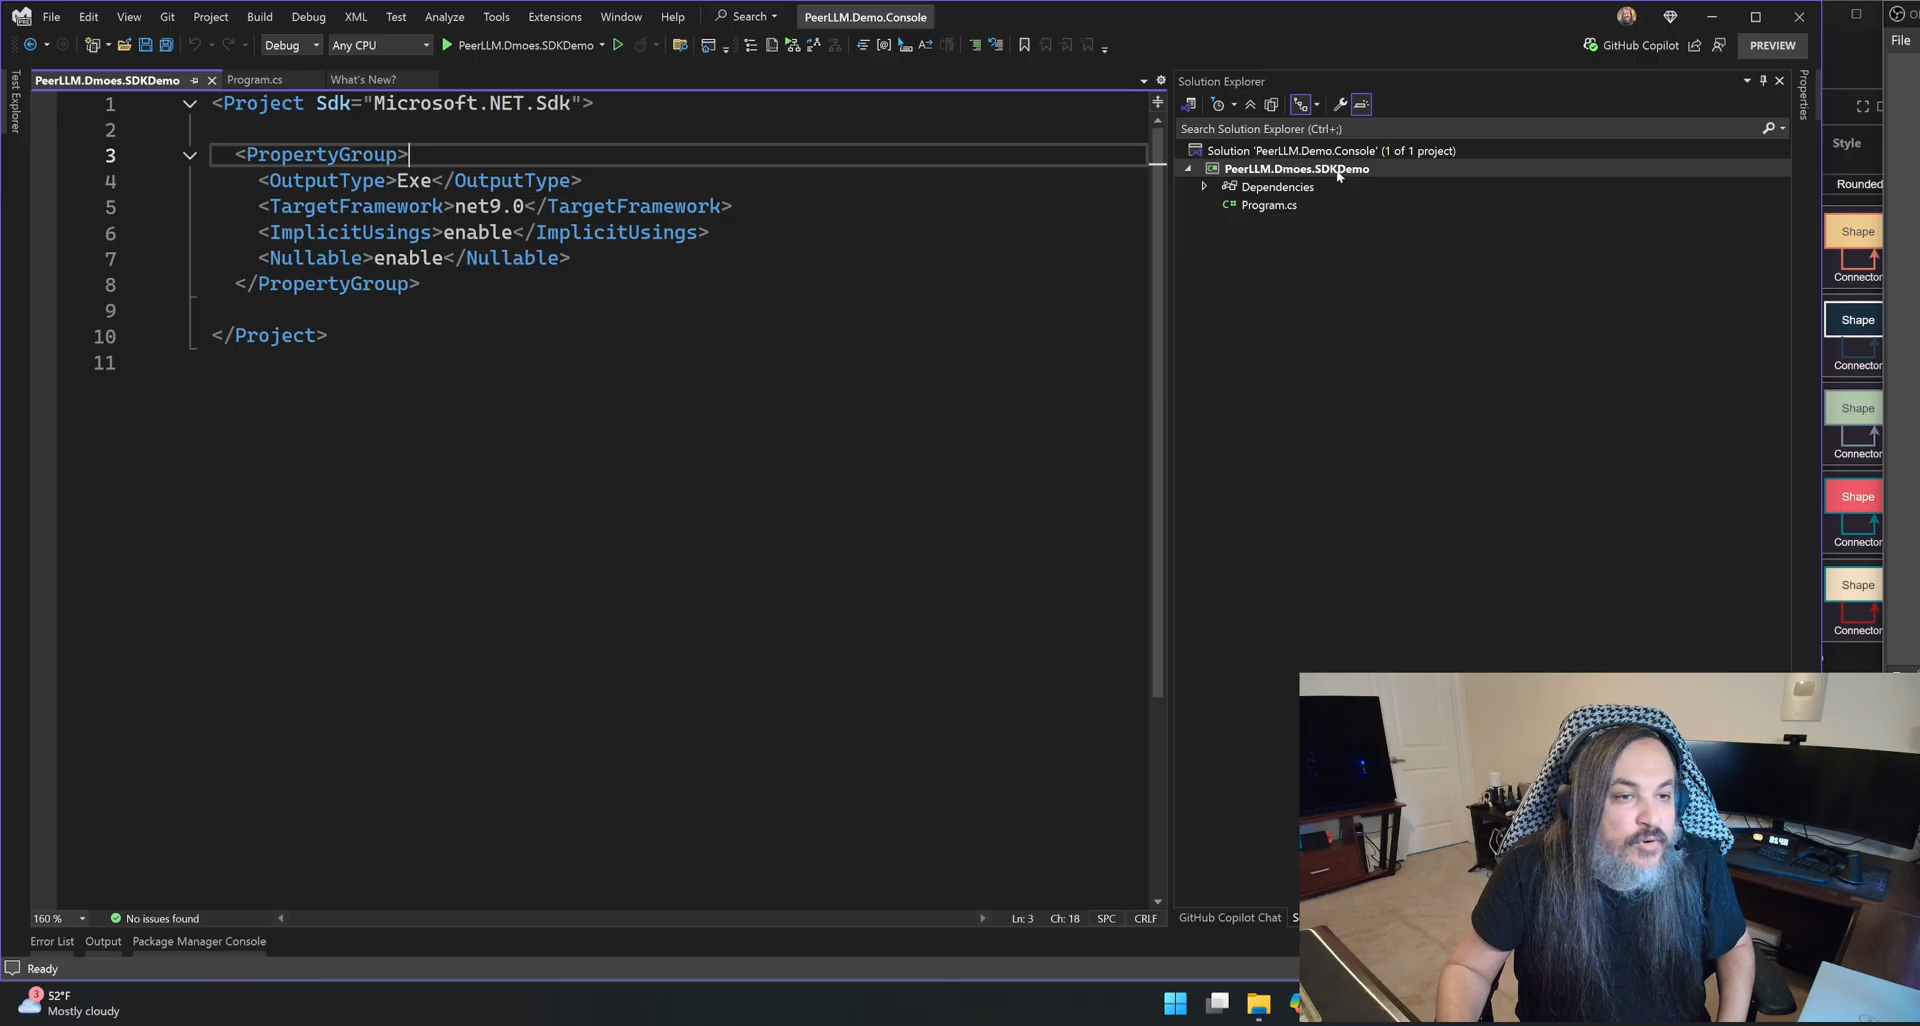 File Edit View Git Project Build Debug XML Test Analyze Tools Extensions Window Help Search PeerLLM.Demo.Console
Debug Any CPU PeerLLM.Dmoes.SDKDemo GitHub Copilot PREVIEW
File
Test Explorer
PeerLLM.Dmoes.SDKDemo Program.cs What's New?
1 <Project Sdk="Microsoft.NET.Sdk">
2
3 <PropertyGroup>
4 <OutputType>Exe</OutputType>
5 <TargetFramework>net9.0</TargetFramework>
6 <ImplicitUsings>enable</ImplicitUsings>
7 <Nullable>enable</Nullable>
8 </PropertyGroup>
9
10 </Project>
11
Solution Explorer
Search Solution Explorer (Ctrl+;)
Solution 'PeerLLM.Demo.Console' (1 of 1 project)
PeerLLM.Dmoes.SDKDemo
Dependencies
C# Program.cs
Properties
Style
Rounded
Shape
Connector
Shape
Connector
Shape
Connector
Shape
Connector
Shape
Connector
160 % No issues found Ln: 3 Ch: 18 SPC CRLF
GitHub Copilot Chat
Error List Output Package Manager Console
Ready
3 52°F
Mostly cloudy